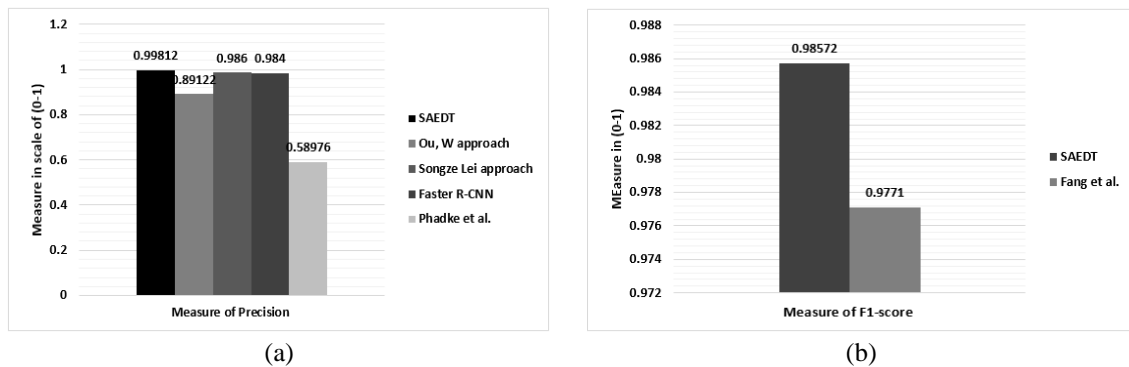 1.2
1
0.8
0.6
0.4
0.2
0
Measure in scale of (0-1)
0.99812
0.89122
0.986
0.984
0.58976
Measure of Precision
SAEDT
Ou, W approach
Songze Lei approach
Faster R-CNN
Phadke et al.
(a)
0.988
0.986
0.984
0.982
0.98
0.978
0.976
0.974
0.972
MEasure in (0-1)
0.98572
0.9771
Measure of F1-score
SAEDT
Fang et al.
(b)